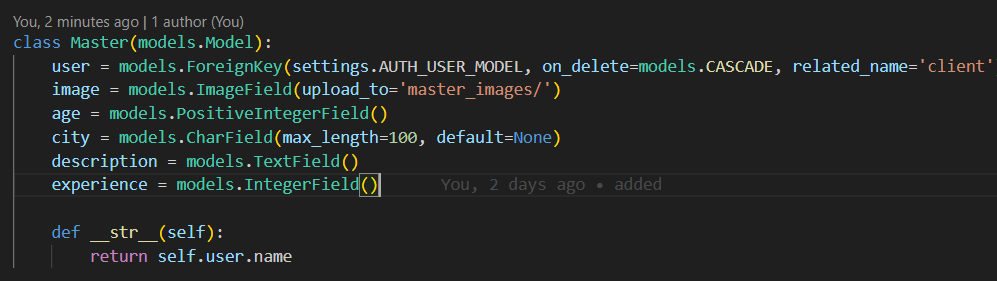 You, 2 minutes ago | 1 author (You)
class Master(models.Model):
    user = models.ForeignKey(settings.AUTH_USER_MODEL, on_delete=models.CASCADE, related_name='client'
    image = models.ImageField(upload_to='master_images/')
    age = models.PositiveIntegerField()
    city = models.CharField(max_length=100, default=None)
    description = models.TextField()
    experience = models.IntegerField()      You, 2 days ago • added
    def __str__(self):
        return self.user.name